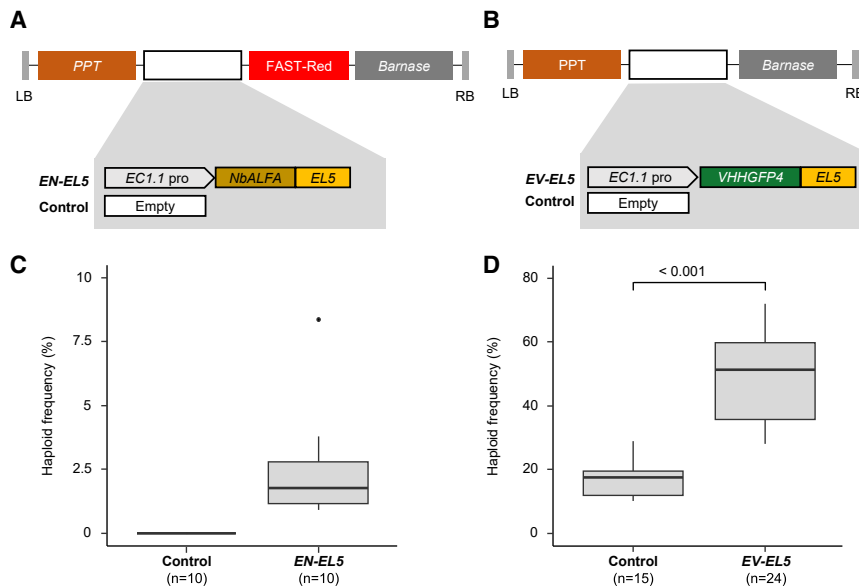 A
PPT FAST-Red Barnase
LB RB
EN-EL5 EC1.1 pro NbALFA EL5
Control Empty
B
PPT Barnase
LB RB
EV-EL5 EC1.1 pro VHHGFP4 EL5
Control Empty
C
Haploid frequency (%)
10
7.5
5
2.5
0
Control EN-EL5
(n=10) (n=10)
D
Haploid frequency (%)
80
60
40
20
0
< 0.001
Control EV-EL5
(n=15) (n=24)